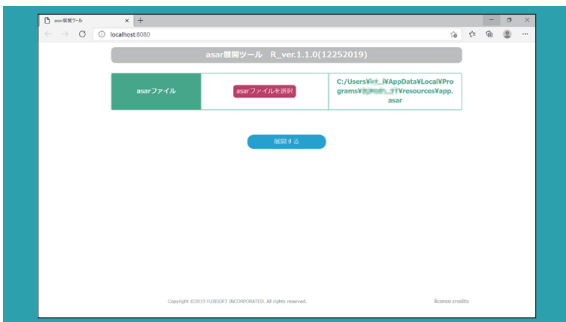 asar展開ツール
localhost:8080
asar展開ツール R_ver.1.1.0(12252019)
asarファイル
asarファイルを選択
C:/Users¥ AppData¥Local¥Pro
grams¥ ¥resources¥app.
asar
展開する
Copyright ©2019 FUJISOFT INCORPORATED. All rights reserved.
license credits